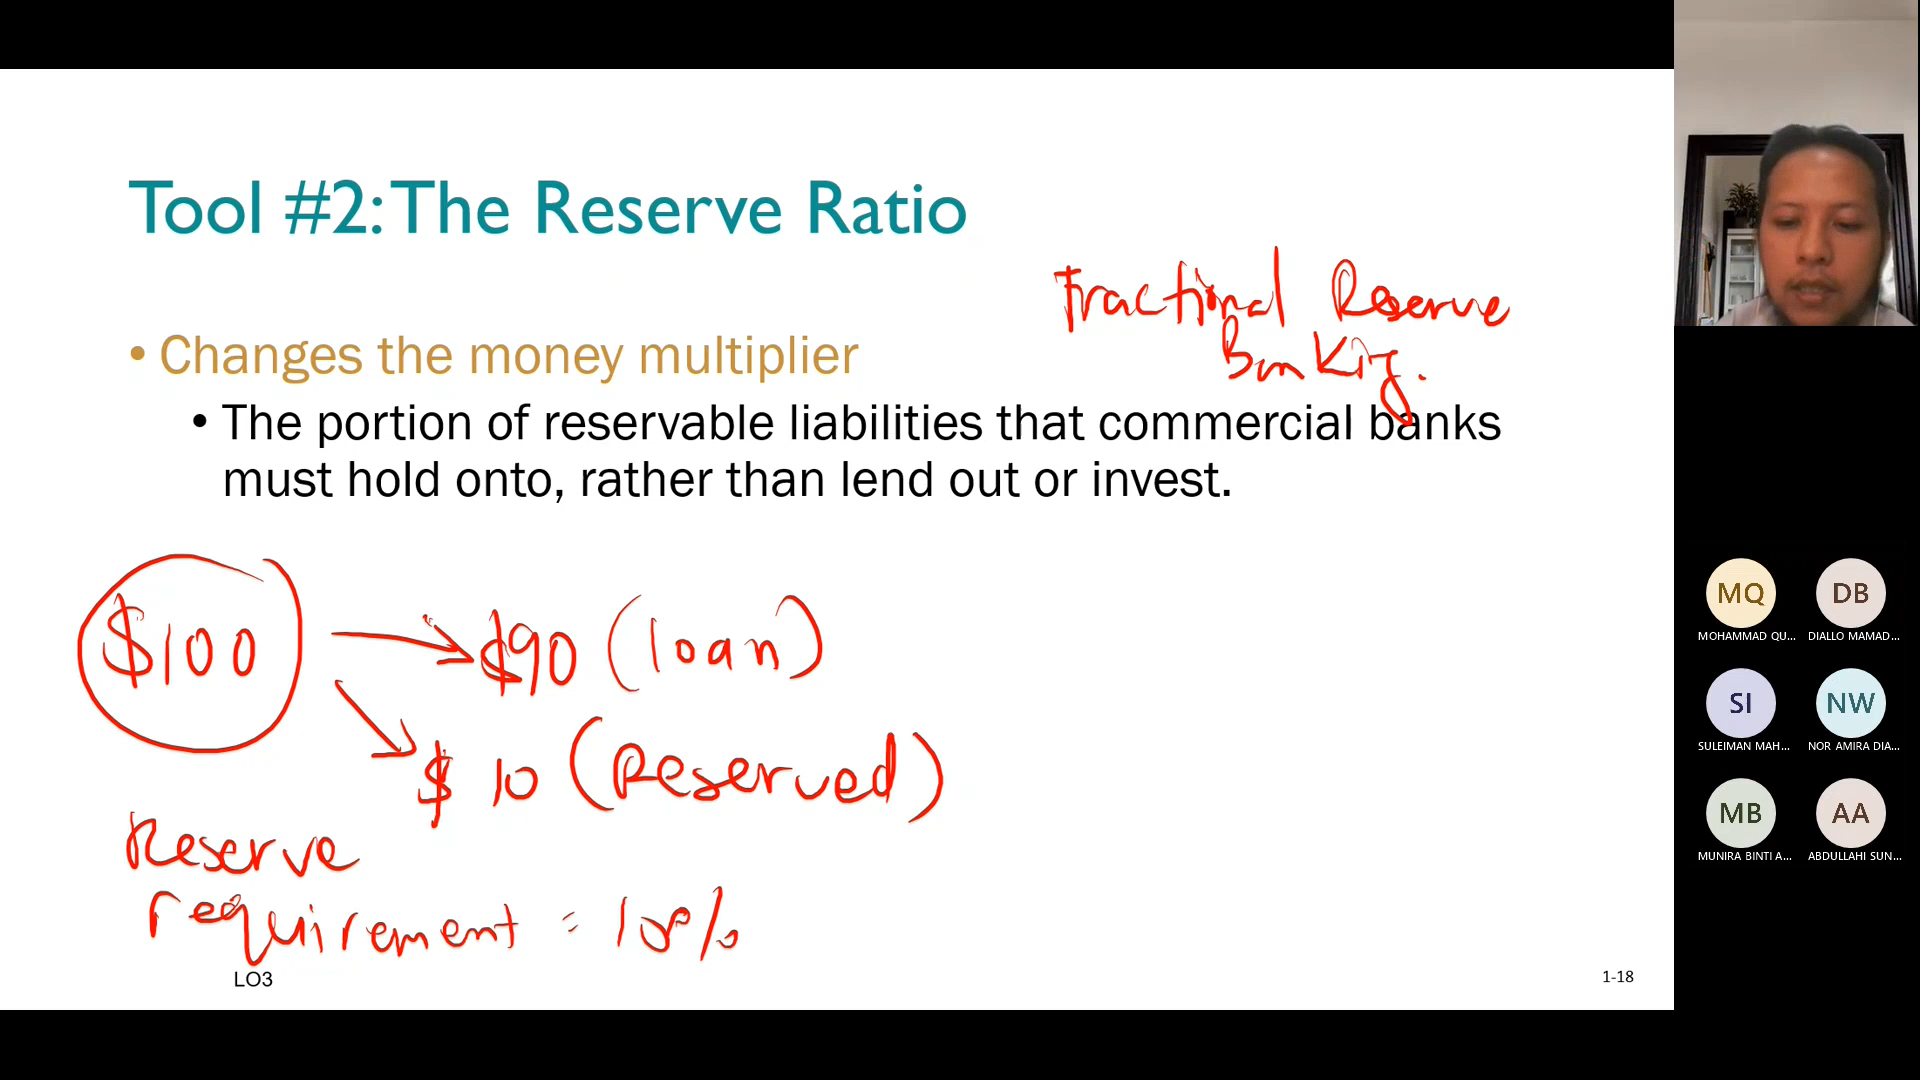 Tool #2: The Reserve Ratio
Fractional Reserve
Banking.
• Changes the money multiplier
• The portion of reservable liabilities that commercial banks
must hold onto, rather than lend out or invest.
$100
$90 (loan)
$ 10 (Reserved)
Reserve
requirement = 10%
LO3
1-18
MQ
MOHAMMAD QU...
DB
DIALLO MAMAD...
SI
SULEIMAN MAH...
NW
NOR AMIRA DIA...
MB
MUNIRA BINTI A...
AA
ABDULLAHI SUN...